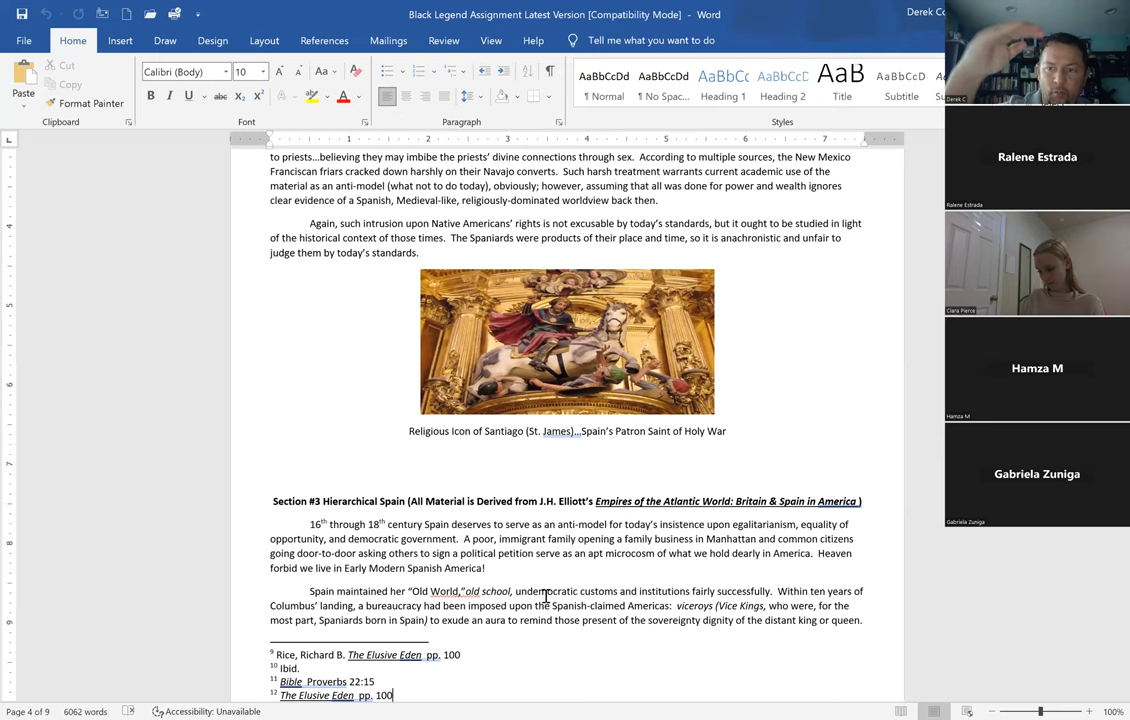 Black Legend Assignment Latest Version [Compatibility Mode] - Word
Derek
File Home Insert Draw Design Layout References Mailings Review View Help Tell me what you want to do
Cut
Copy
Format Painter
Paste
Calibri (Body) 10
Clipboard Font Paragraph Styles
AaBbCcDd AaBbCcDd AaBbCc AaBbCcD AaBb AaBbCcD
¶ Normal ¶ No Spac... Heading 1 Heading 2 Title Subtitle
to priests…believing they may imbibe the priests’ divine connections through sex. According to multiple sources, the New Mexico
Franciscan friars cracked down harshly on their Navajo converts. Such harsh treatment warrants current academic use of the
material as an anti-model (what not to do today), obviously; however, assuming that all was done for power and wealth ignores
clear evidence of a Spanish, Medieval-like, religiously-dominated worldview back then.
Again, such intrusion upon Native Americans’ rights is not excusable by today’s standards, but it ought to be studied in light
of the historical context of those times. The Spaniards were products of their place and time, so it is anachronistic and unfair to
judge them by today’s standards.
Religious Icon of Santiago (St. James)…Spain’s Patron Saint of Holy War
Section #3 Hierarchical Spain (All Material is Derived from J.H. Elliott’s Empires of the Atlantic World: Britain & Spain in America )
16th through 18th century Spain deserves to serve as an anti-model for today’s insistence upon egalitarianism, equality of
opportunity, and democratic government. A poor, immigrant family opening a family business in Manhattan and common citizens
going door-to-door asking others to sign a political petition serve as an apt microcosm of what we hold dearly in America. Heaven
forbid we live in Early Modern Spanish America!
Spain maintained her “Old World,”old school, undemocratic customs and institutions fairly successfully. Within ten years of
Columbus’ landing, a bureaucracy had been imposed upon the Spanish-claimed Americas: viceroys (Vice Kings, who were, for the
most part, Spaniards born in Spain) to exude an aura to remind those present of the sovereignty dignity of the distant king or queen.
9 Rice, Richard B. The Elusive Eden pp. 100
10 Ibid.
11 Bible Proverbs 22:15
12 The Elusive Eden pp. 100
Page 4 of 9 6062 words Accessibility: Unavailable 100%
Derek C
Ralene Estrada
Ralene Estrada
Clara Pierce
Hamza M
Hamza M
Gabriela Zuniga
Gabriela Zuniga